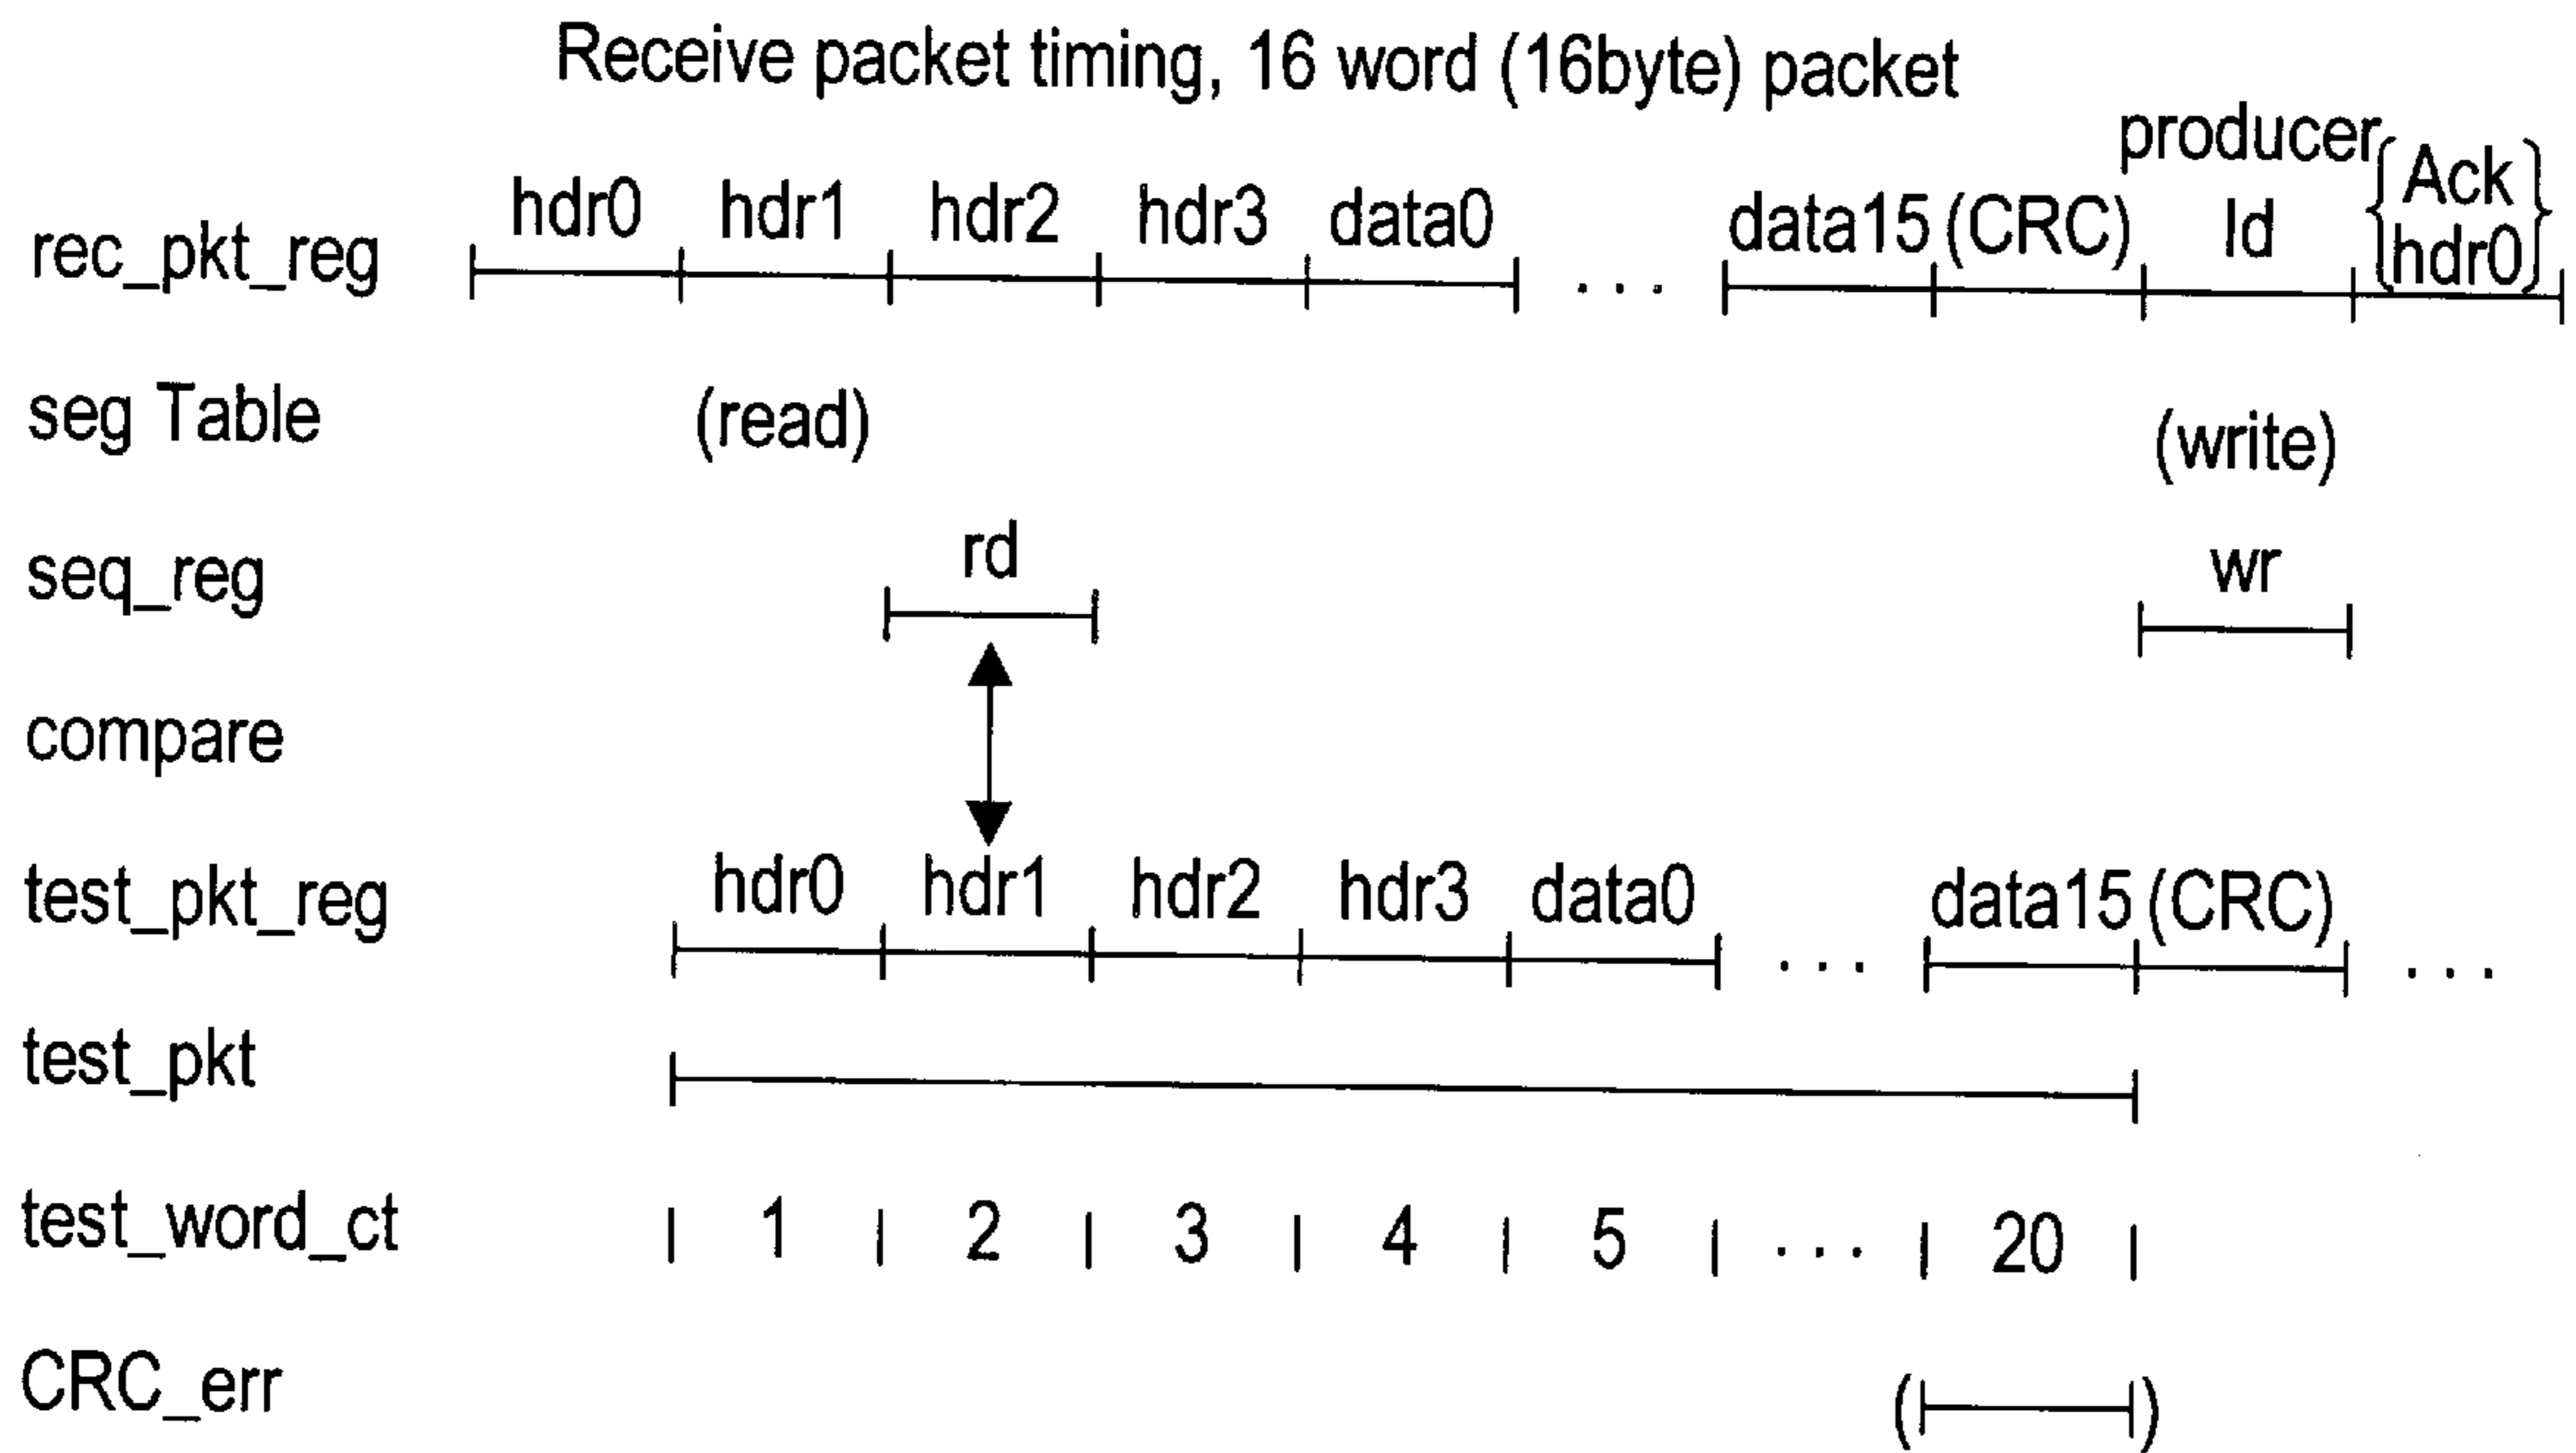 Receive packet timing, 16 word (16byte) packet
rec_pkt_reg hdr0 hdr1 hdr2 hdr3 data0 ... data15 (CRC) producer Id {Ack hdr0}
seg Table (read) (write)
seq_reg rd wr
compare
test_pkt_reg hdr0 hdr1 hdr2 hdr3 data0 ... data15 (CRC) ...
test_pkt
test_word_ct | 1 | 2 | 3 | 4 | 5 | ... | 20 |
CRC_err ( )